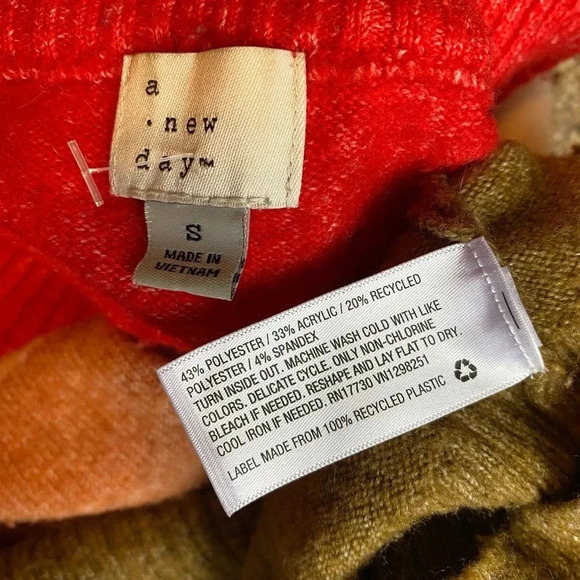 a
· new
day™
S
MADE IN
VIETNAM
43% POLYESTER / 33% ACRYLIC / 20% RECYCLED
POLYESTER / 4% SPANDEX
TURN INSIDE OUT. MACHINE WASH COLD WITH LIKE
COLORS. DELICATE CYCLE. ONLY NON-CHLORINE
BLEACH IF NEEDED. RESHAPE AND LAY FLAT TO DRY.
COOL IRON IF NEEDED. RN17730 VN1298251
LABEL MADE FROM 100% RECYCLED PLASTIC